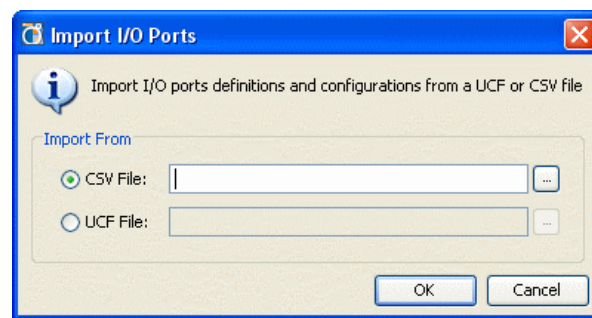 Import I/O Ports
Import I/O ports definitions and configurations from a UCF or CSV file
Import From
CSV File:
...
UCF File:
...
OK
Cancel